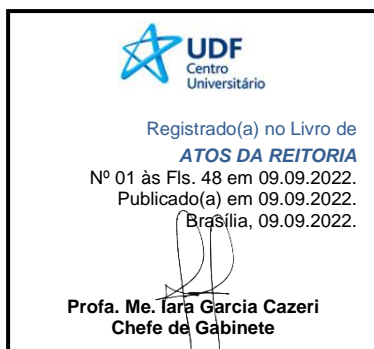 UDF
Centro
Universitário
Registrado(a) no Livro de
ATOS DA REITORIA
Nº 01 às Fls. 48 em 09.09.2022.
Publicado(a) em 09.09.2022.
Brasília, 09.09.2022.
Profa. Me. Iara Garcia Cazeri
Chefe de Gabinete